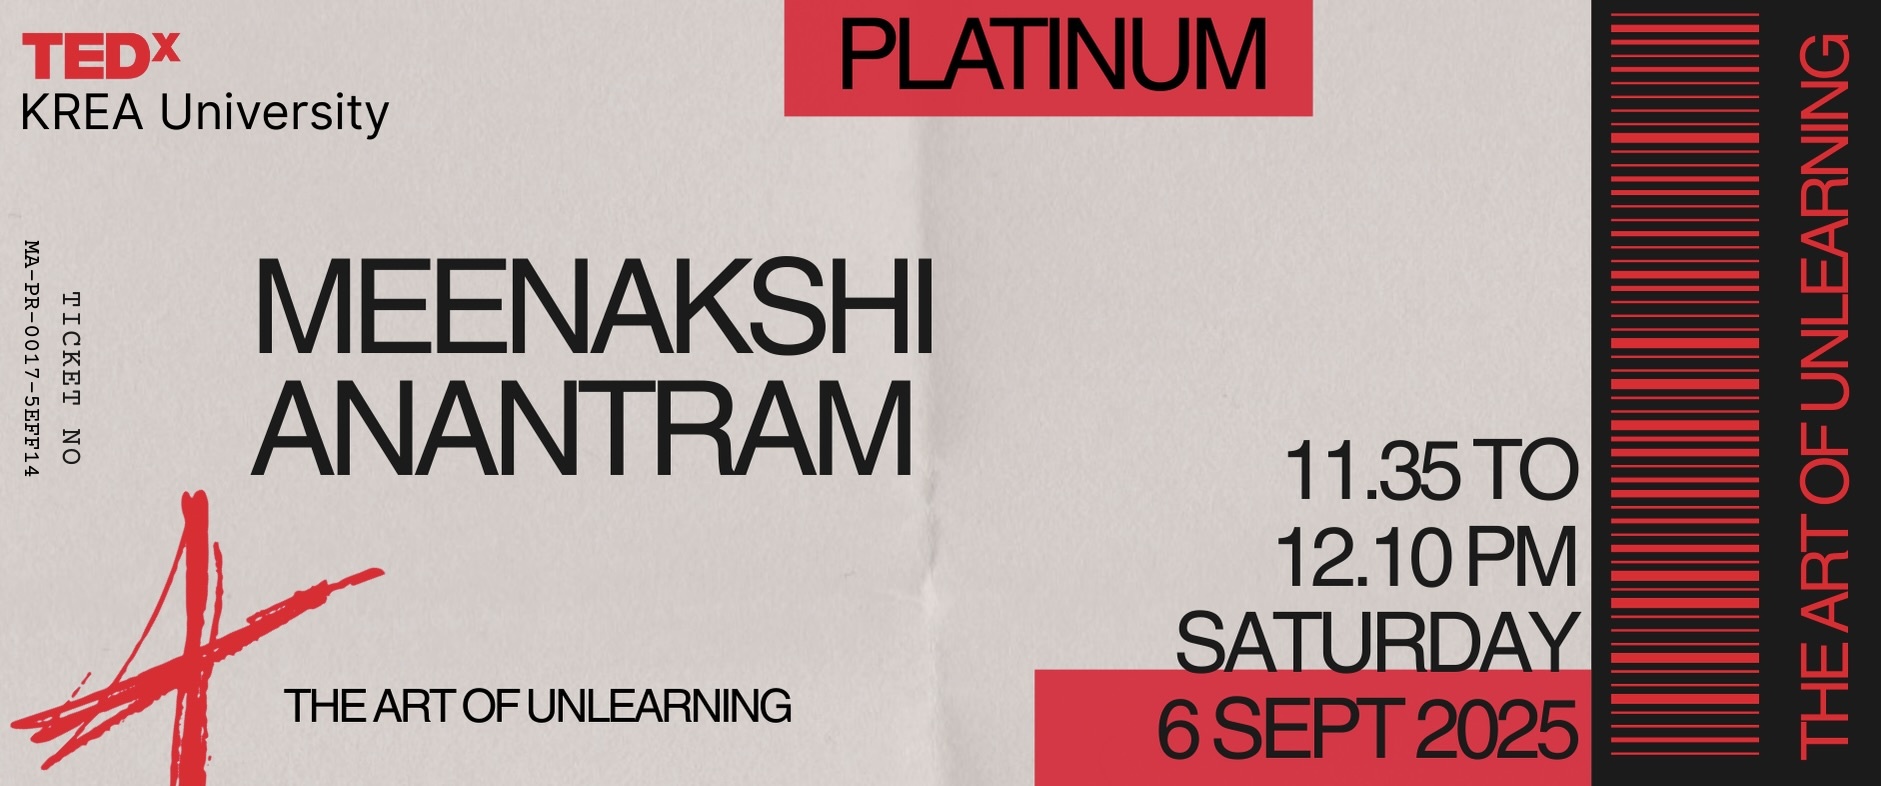 TEDx
KREA University
PLATINUM
MA-PR-0017-5EFF14
TICKET NO
MEENAKSHI
ANANTRAM
11.35 TO
12.10 PM
SATURDAY
6 SEPT 2025
THE ART OF UNLEARNING
THE ART OF UNLEARNING